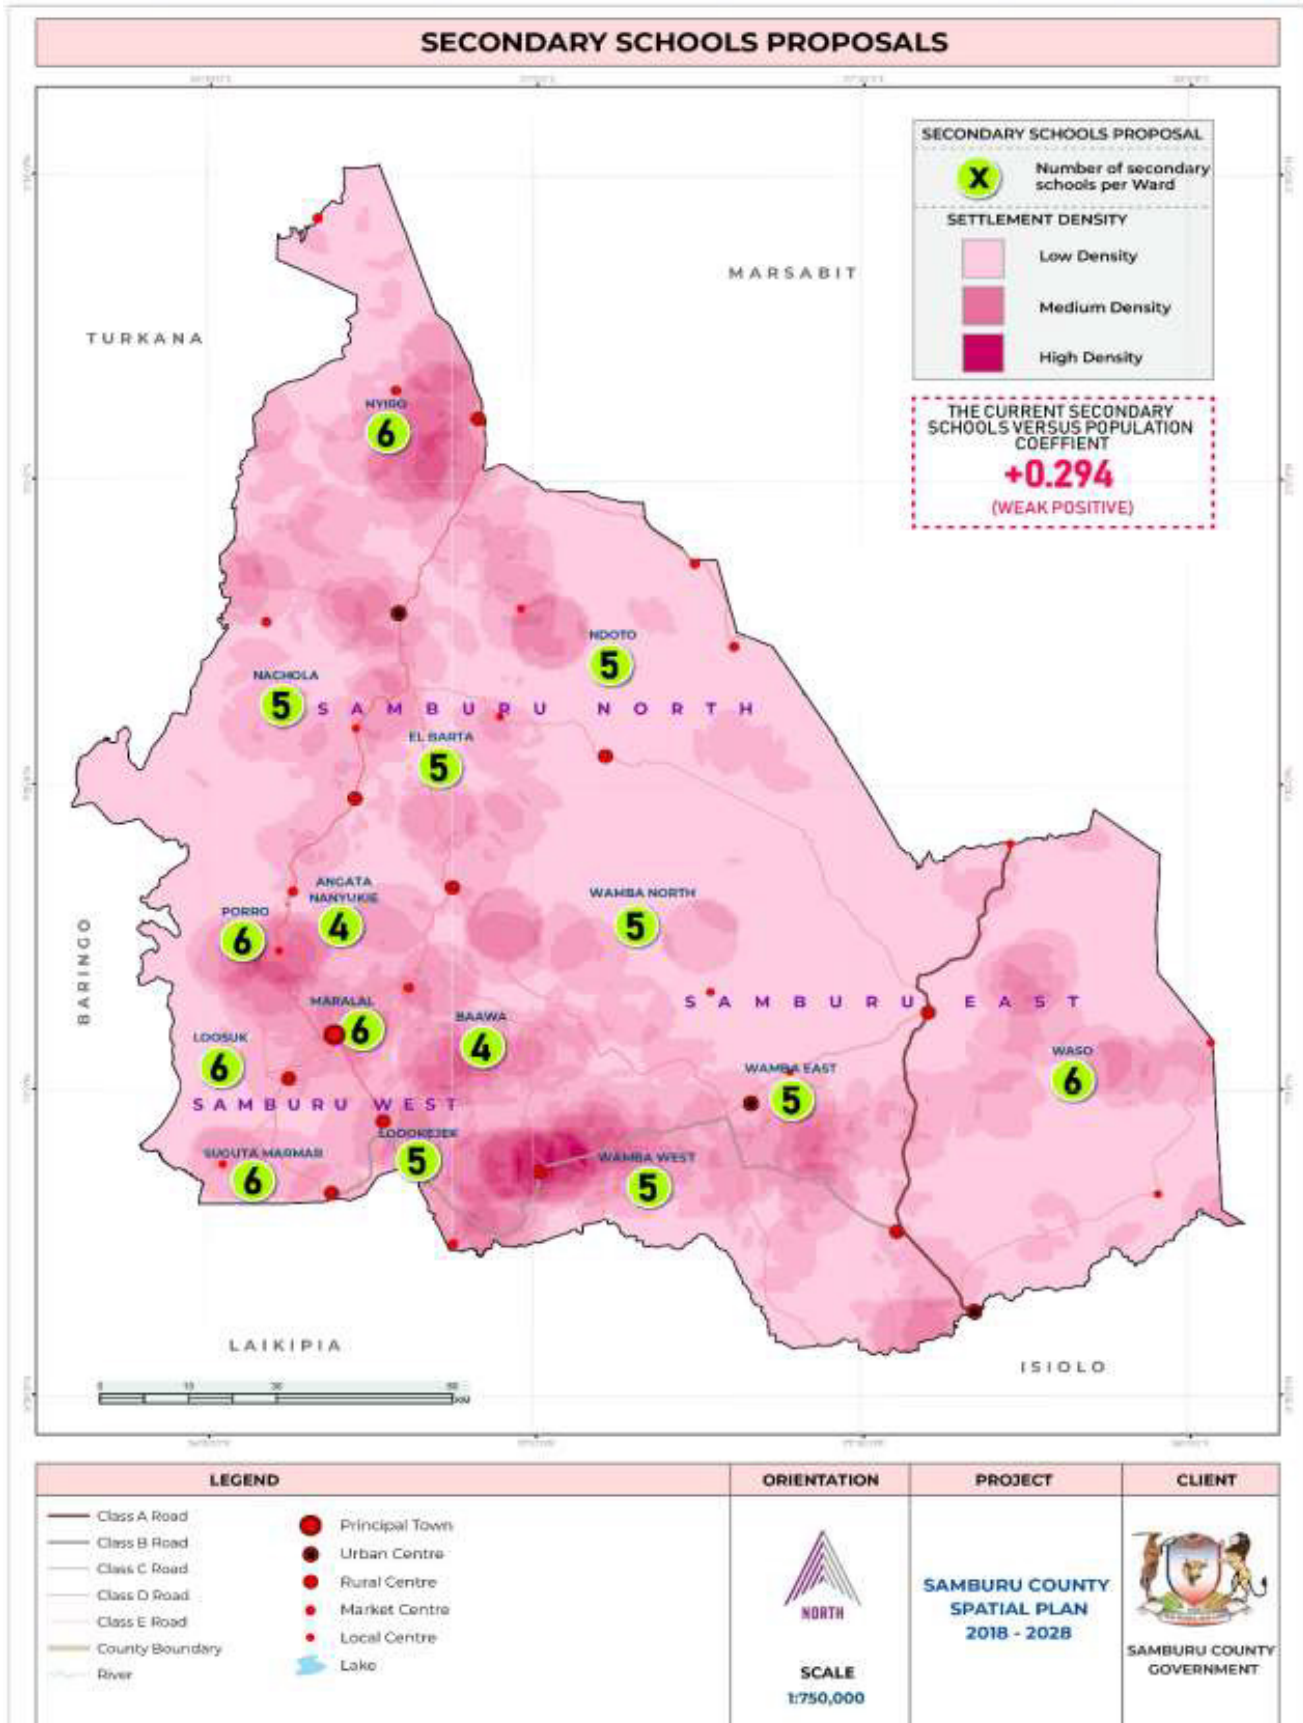 SECONDARY SCHOOLS PROPOSALS
SECONDARY SCHOOLS PROPOSAL
X
Number of secondary
schools per Ward
SETTLEMENT DENSITY
Low Density
Medium Density
High Density
THE CURRENT SECONDARY
SCHOOLS VERSUS POPULATION
COEFFIENT
+0.294
(WEAK POSITIVE)
MARSABIT
TURKANA
NYIRO
6
NDOTO
5
NACHOLA
5
SAMBURU NORTH
EL BARTA
5
ANGATA
NANYUKIE
4
WAMBA NORTH
5
PORRO
6
BARINGO
MARALAL
6
SAMBURU EAST
BAAWA
4
LOOSUK
6
WASO
6
WAMBA EAST
5
SAMBURU WEST
LODOKEJEK
5
SUGUTA MARMAR
6
WAMBA WEST
5
LAIKIPIA
ISIOLO
LEGEND
Class A Road
Class B Road
Class C Road
Class D Road
Class E Road
County Boundary
River
Principal Town
Urban Centre
Rural Centre
Market Centre
Local Centre
Lake
ORIENTATION
NORTH
SCALE
1:750,000
PROJECT
SAMBURU COUNTY
SPATIAL PLAN
2018 - 2028
CLIENT
SAMBURU COUNTY
GOVERNMENT